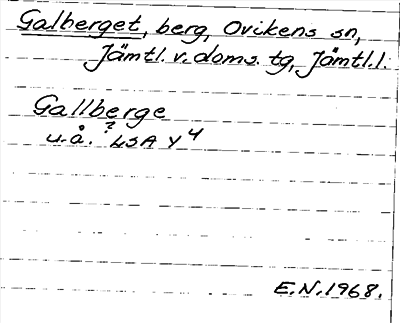 Galberget, berg, Ovikens sn,
Jämtl. v. doms. tg, Jämtl. l.
Gallberge
u.å. ? LSA Y4
E.N. 1968.